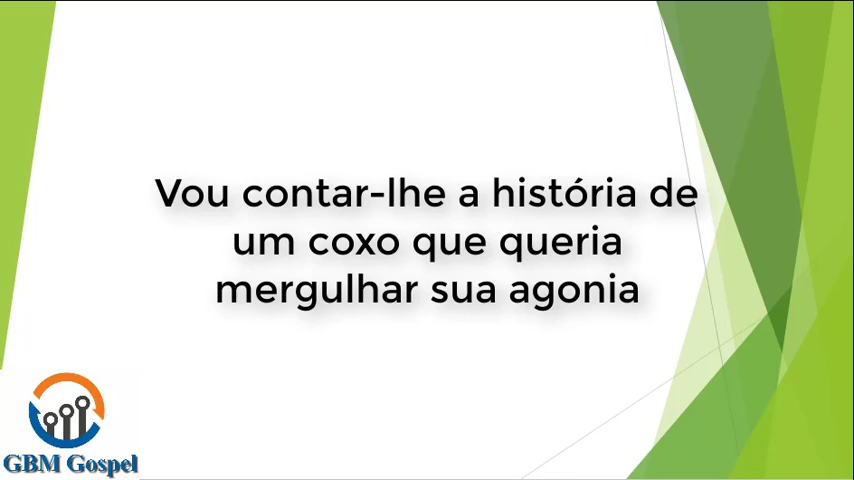 Vou contar-lhe a história de
um coxo que queria
mergulhar sua agonia
GBM Gospel